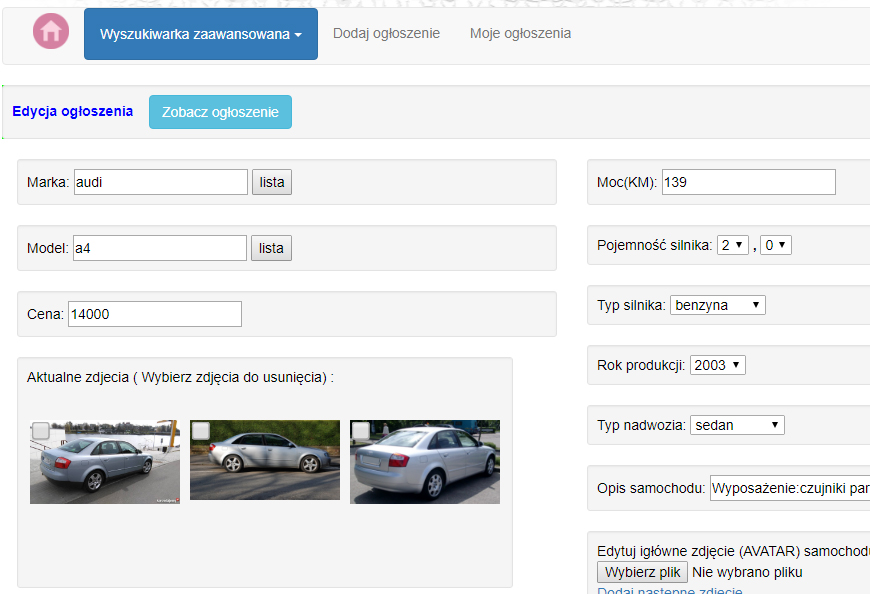 Wyszukiwarka zaawansowana Dodaj ogłoszenie Moje ogłoszenia
Edycja ogłoszenia Zobacz ogłoszenie
Marka: audi lista
Model: a4 lista
Cena: 14000
Aktualne zdjecia ( Wybierz zdjęcia do usunięcia) :
Moc(KM): 139
Pojemność silnika: 2 , 0
Typ silnika: benzyna
Rok produkcji: 2003
Typ nadwozia: sedan
Opis samochodu: Wyposażenie:czujniki par
Edytuj igłówne zdjęcie (AVATAR) samochodu
Wybierz plik Nie wybrano pliku
Dodaj następne zdjęcie